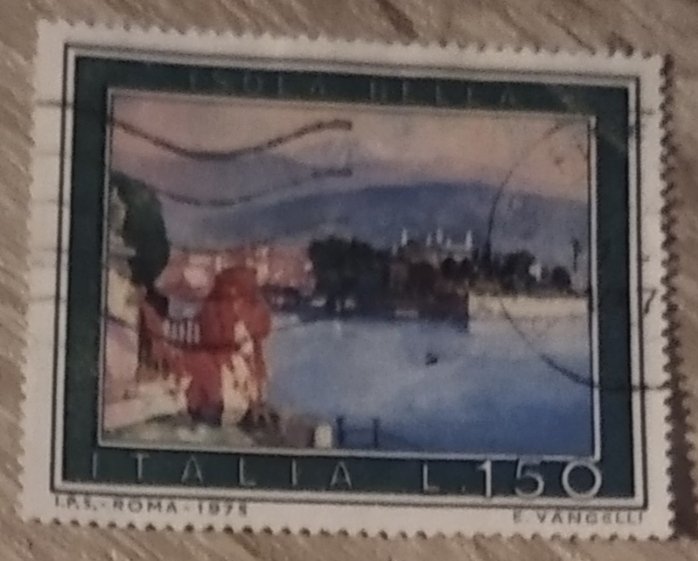 ISOLA BELLA
ITALIA L.150
I.P.S.-ROMA-1975 E. VANGELLI